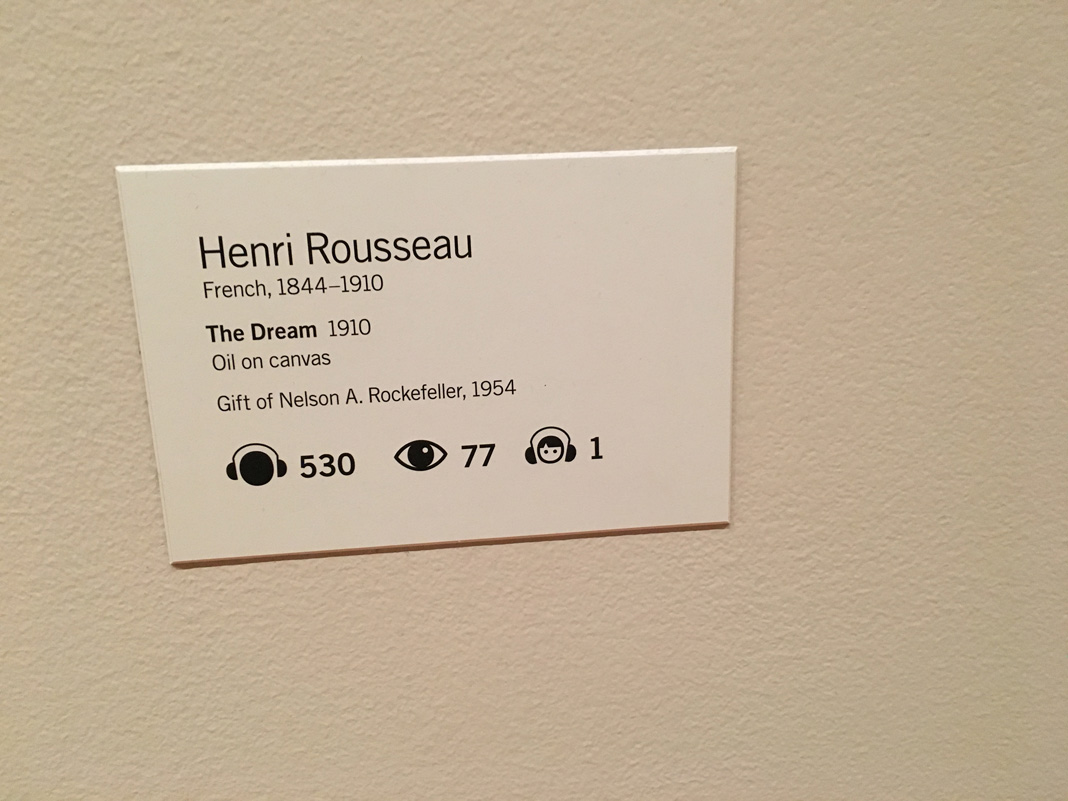 Henri Rousseau
French, 1844–1910
The Dream 1910
Oil on canvas
Gift of Nelson A. Rockefeller, 1954
530 77 1